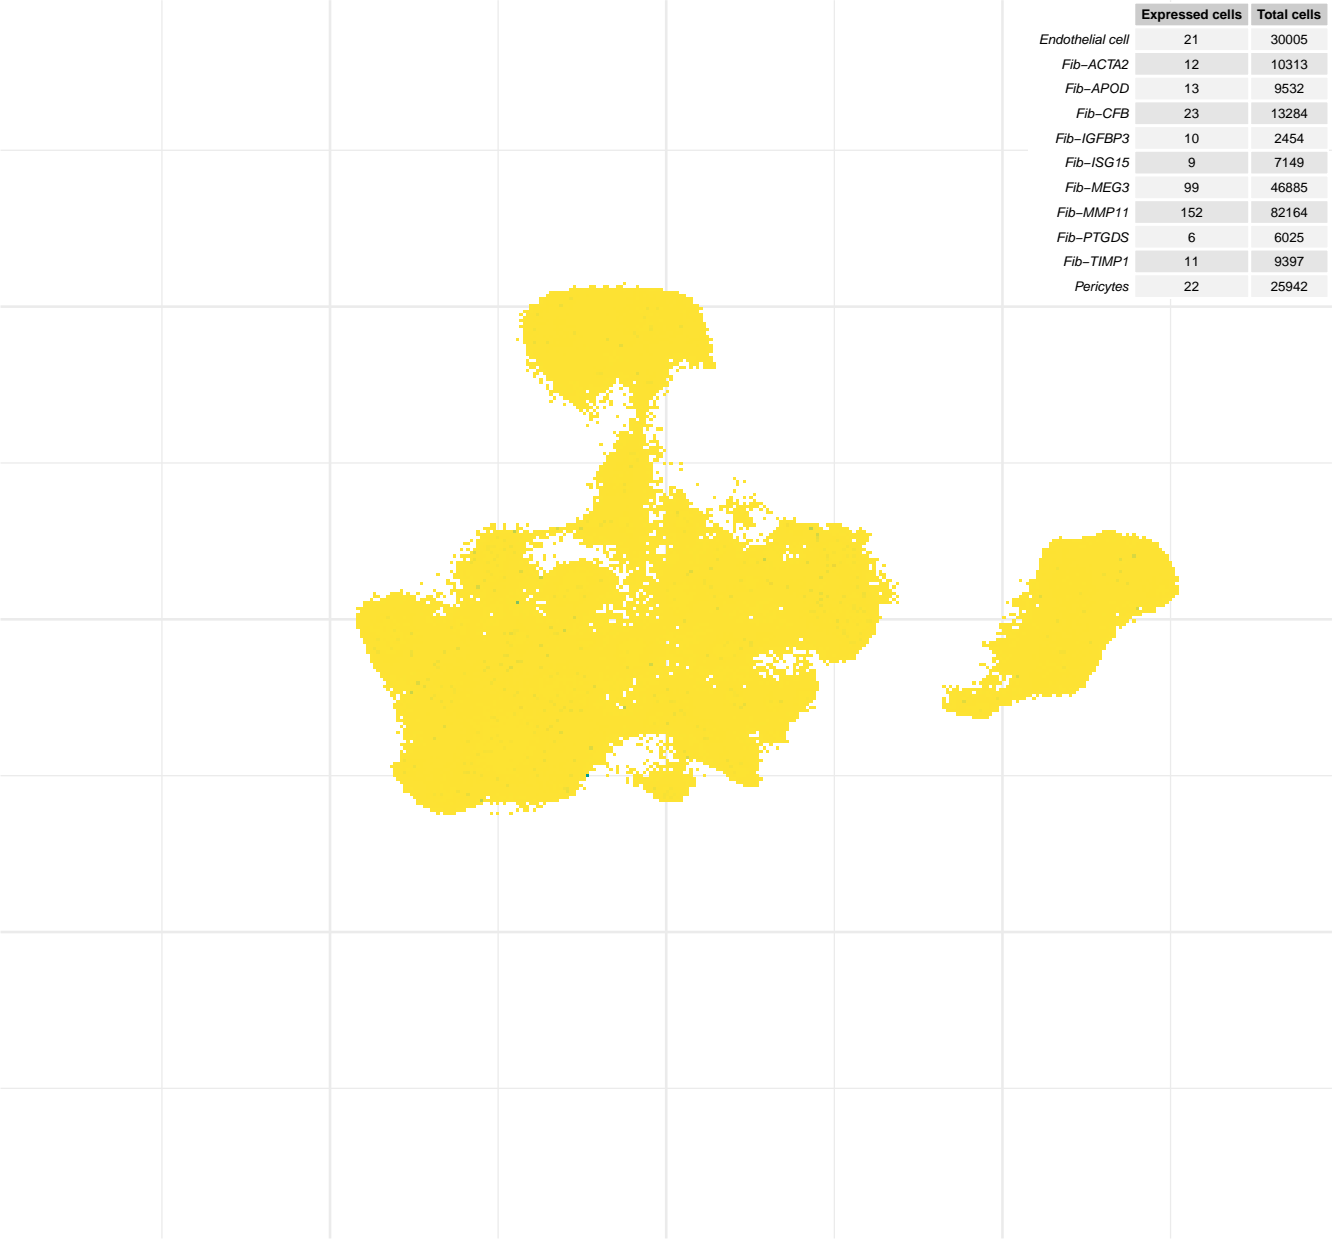 Expressed cells Total cells
Endothelial cell 21 30005
Fib−ACTA2 12 10313
Fib−APOD 13 9532
Fib−CFB 23 13284
Fib−IGFBP3 10 2454
Fib−ISG15 9 7149
Fib−MEG3 99 46885
Fib−MMP11 152 82164
Fib−PTGDS 6 6025
Fib−TIMP1 11 9397
Pericytes 22 25942